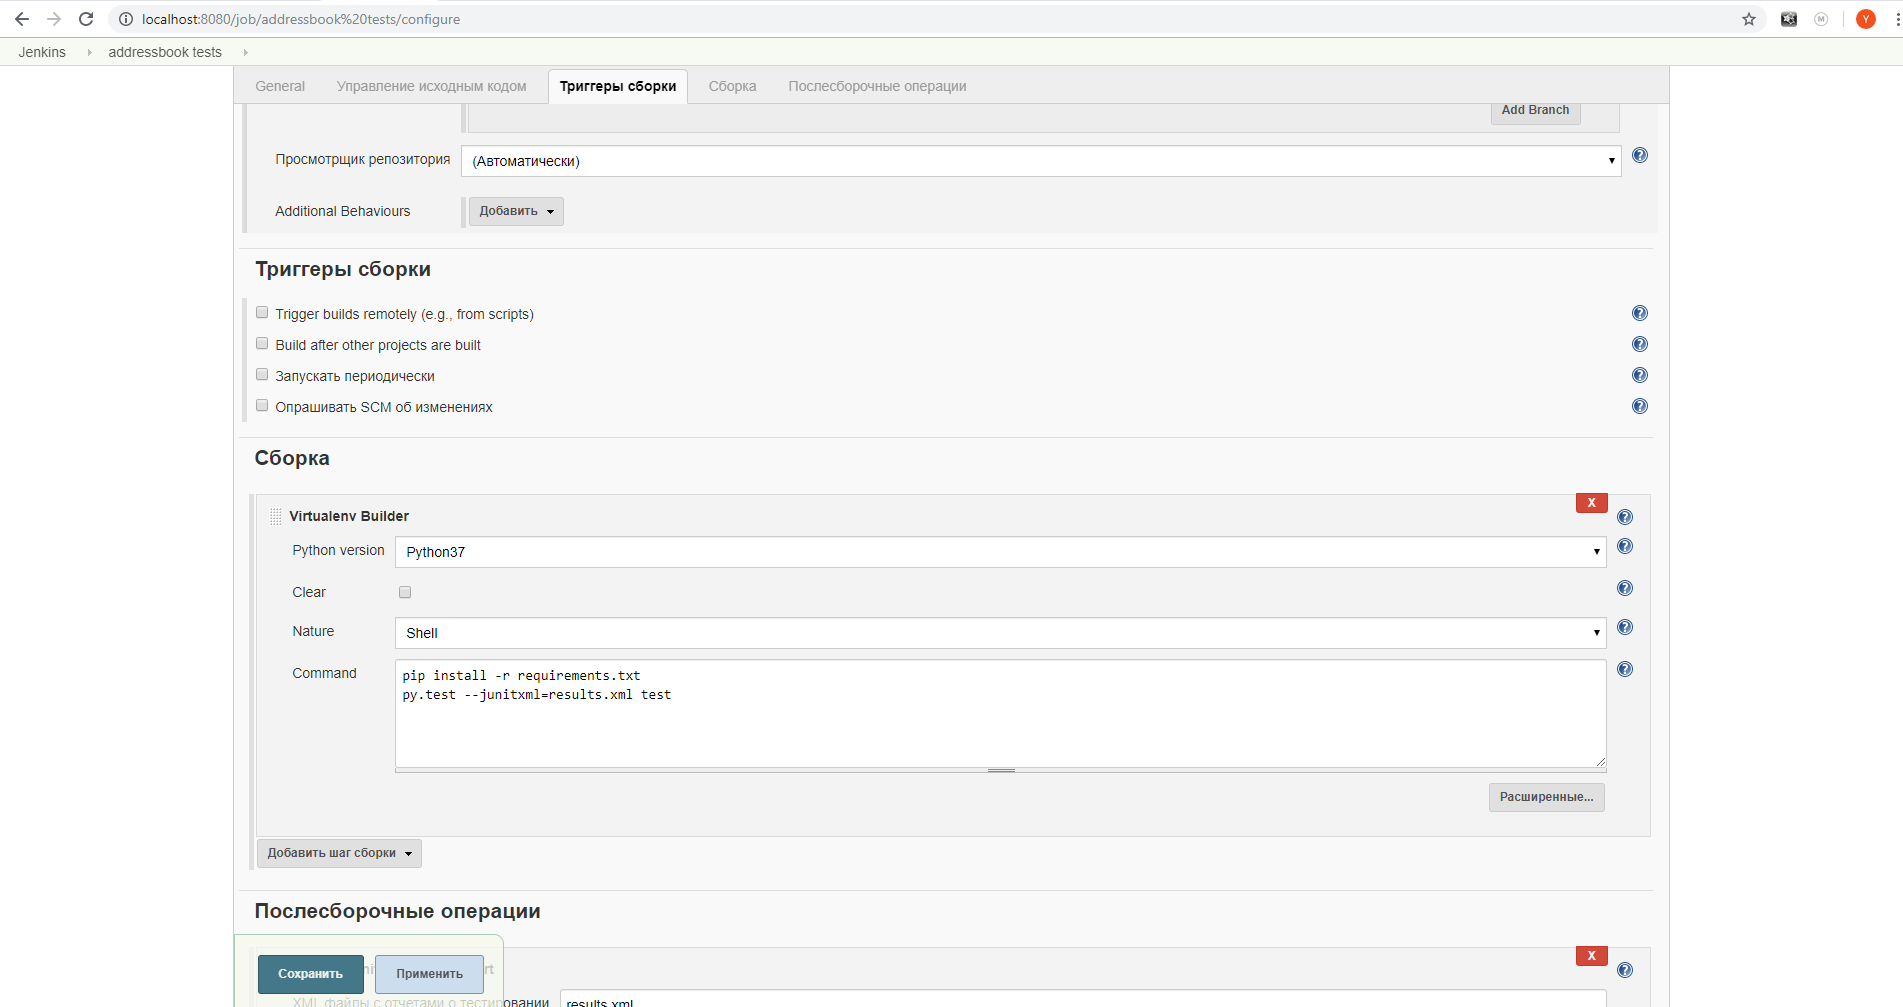 localhost:8080/job/addressbook%20tests/configure
M
Y
Jenkins addressbook tests
General Управление исходным кодом Триггеры сборки Сборка Послесборочные операции
Add Branch
Просмотрщик репозитория (Автоматически)
Additional Behaviours Добавить
Триггеры сборки
Trigger builds remotely (e.g., from scripts)
Build after other projects are built
Запускать периодически
Опрашивать SCM об изменениях
Сборка
X
Virtualenv Builder
Python version Python37
Clear
Nature Shell
Command pip install -r requirements.txt
py.test --junitxml=results.xml test
Расширенные...
Добавить шаг сборки
Послесборочные операции
X
Сохранить Применить
XML файлы с отчетами о тестировании results.xml